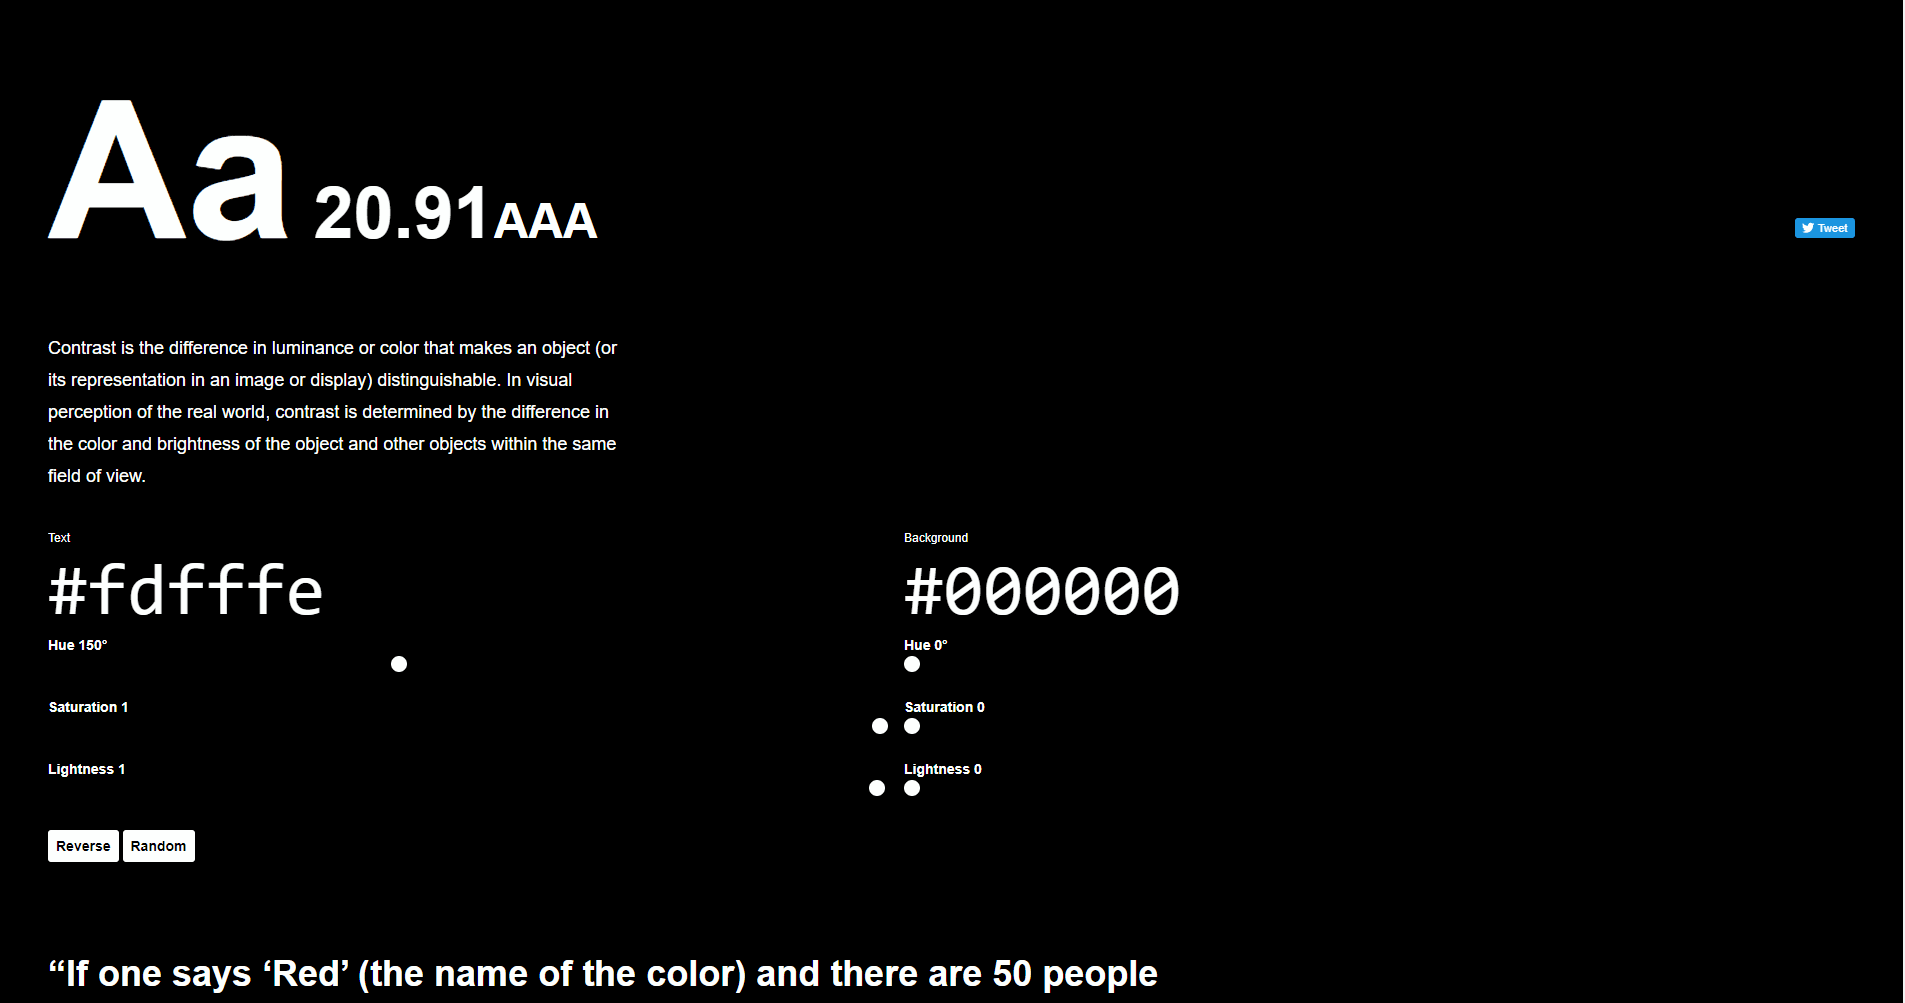 Aa 20.91AAA
Tweet
Contrast is the difference in luminance or color that makes an object (or
its representation in an image or display) distinguishable. In visual
perception of the real world, contrast is determined by the difference in
the color and brightness of the object and other objects within the same
field of view.
Text
#fdfffe
Hue 150°
Saturation 1
Lightness 1
Background
#000000
Hue 0°
Saturation 0
Lightness 0
Reverse Random
“If one says ‘Red’ (the name of the color) and there are 50 people